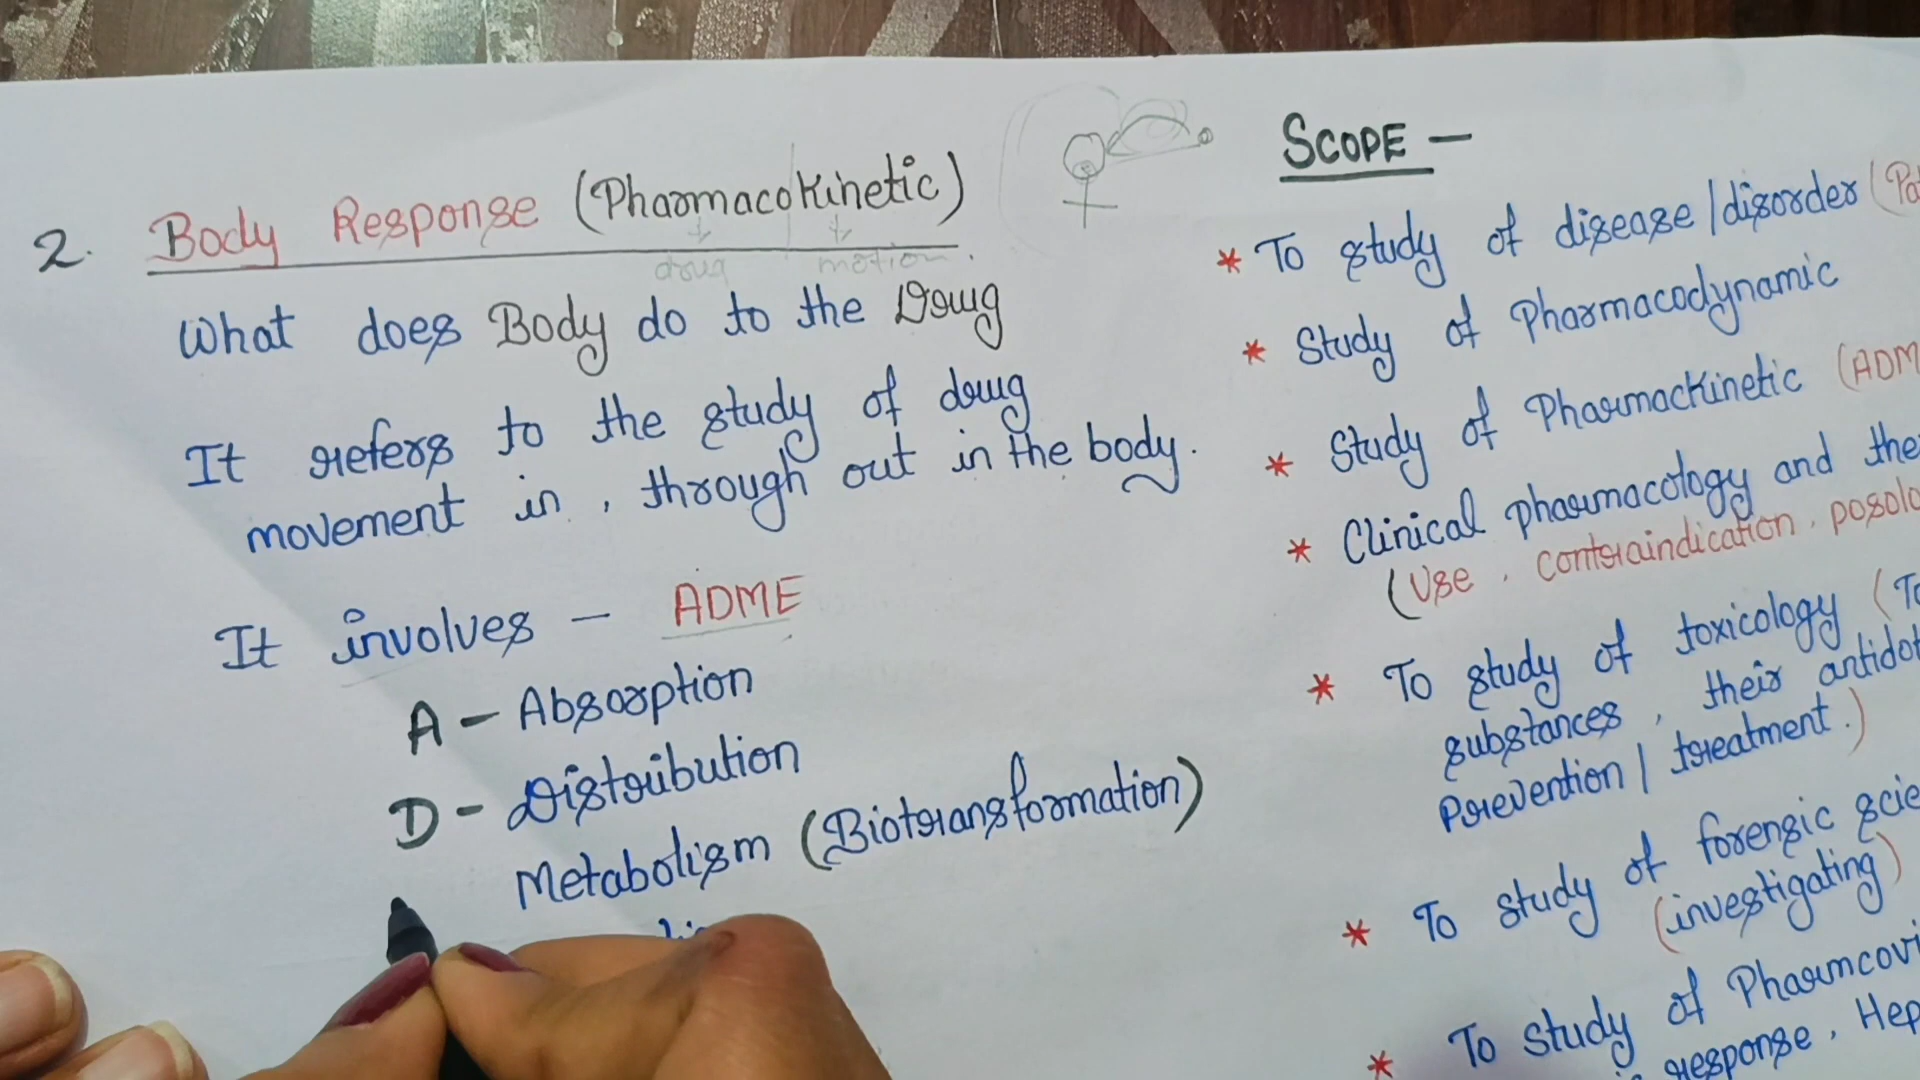 2. Body Response (Pharmacokinetic)
drug motion
What does Body do to the Drug
It refers to the study of drug
movement in, through out in the body.
It involves - ADME
A - Absorption
D - Distribution
Metabolism (Biotransformation)
SCOPE -
* To study of disease/disorder (
* Study of Pharmacodynamic
* Study of Pharmackinetic (ADM
* Clinical pharmacology and the
(Use, contraindication, posolo
* To study of toxicology (To
substances, their antidot
Prevention / treatment.)
* To study of forensic scie
(investigating)
* To study of Pharmcovi
response, Hep